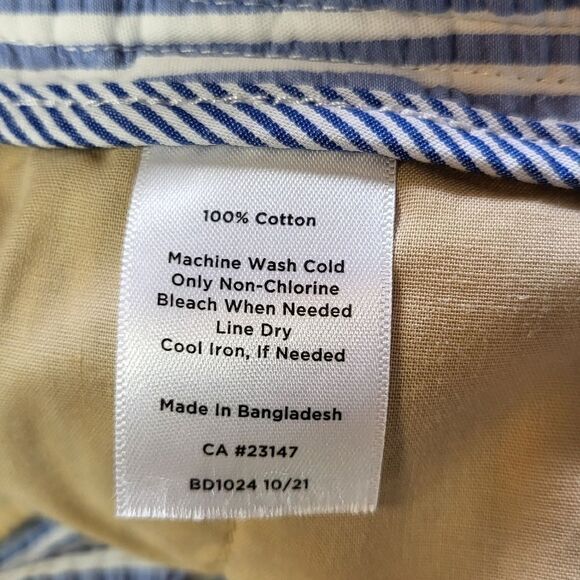 100% Cotton
Machine Wash Cold
Only Non-Chlorine
Bleach When Needed
Line Dry
Cool Iron, If Needed
Made In Bangladesh
CA #23147
BD1024 10/21